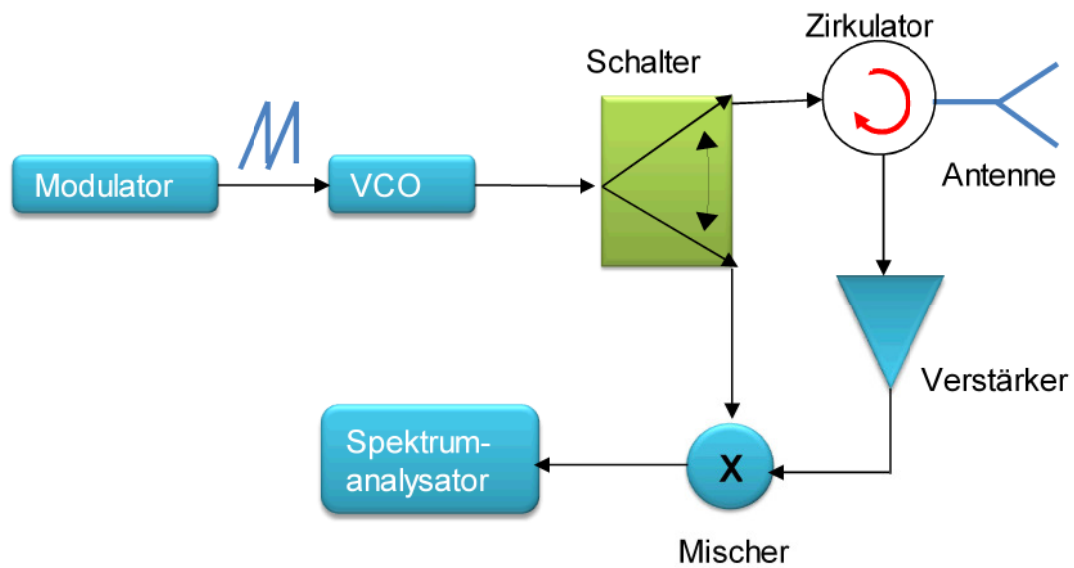 Zirkulator
Schalter
Modulator
VCO
Antenne
Verstärker
Spektrum-
analysator
X
Mischer